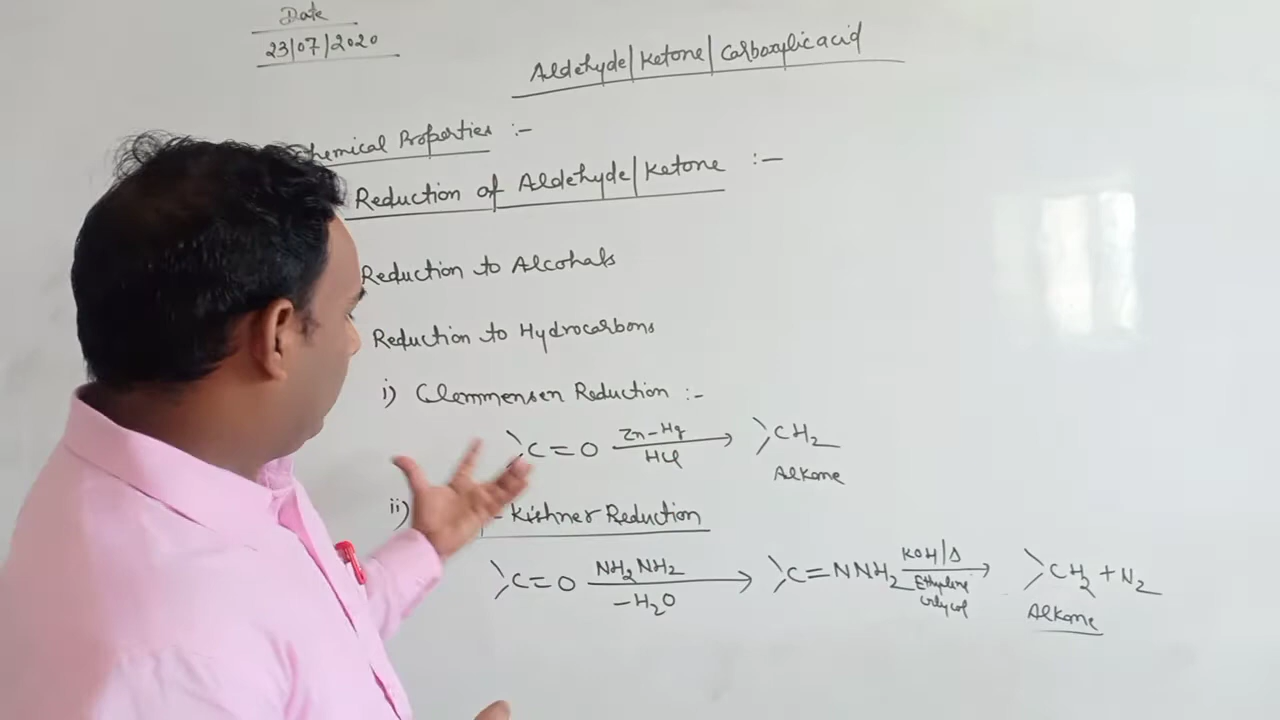 Date
23/07/2020
Aldehyde/Ketone/Carboxylic acid
Chemical Properties :-
Reduction of Aldehyde/Ketone :-
Reduction to Alcohals
Reduction to Hydrocarbons
i) Clemmensen Reduction :-
>C=O Zn-Hg HCl → >CH2
Alkane
ii) - Kishner Reduction
>C=O NH2NH2 -H2O → >C=NNH2 KOH/Δ Ethylene Glycol → >CH2+N2
Alkane